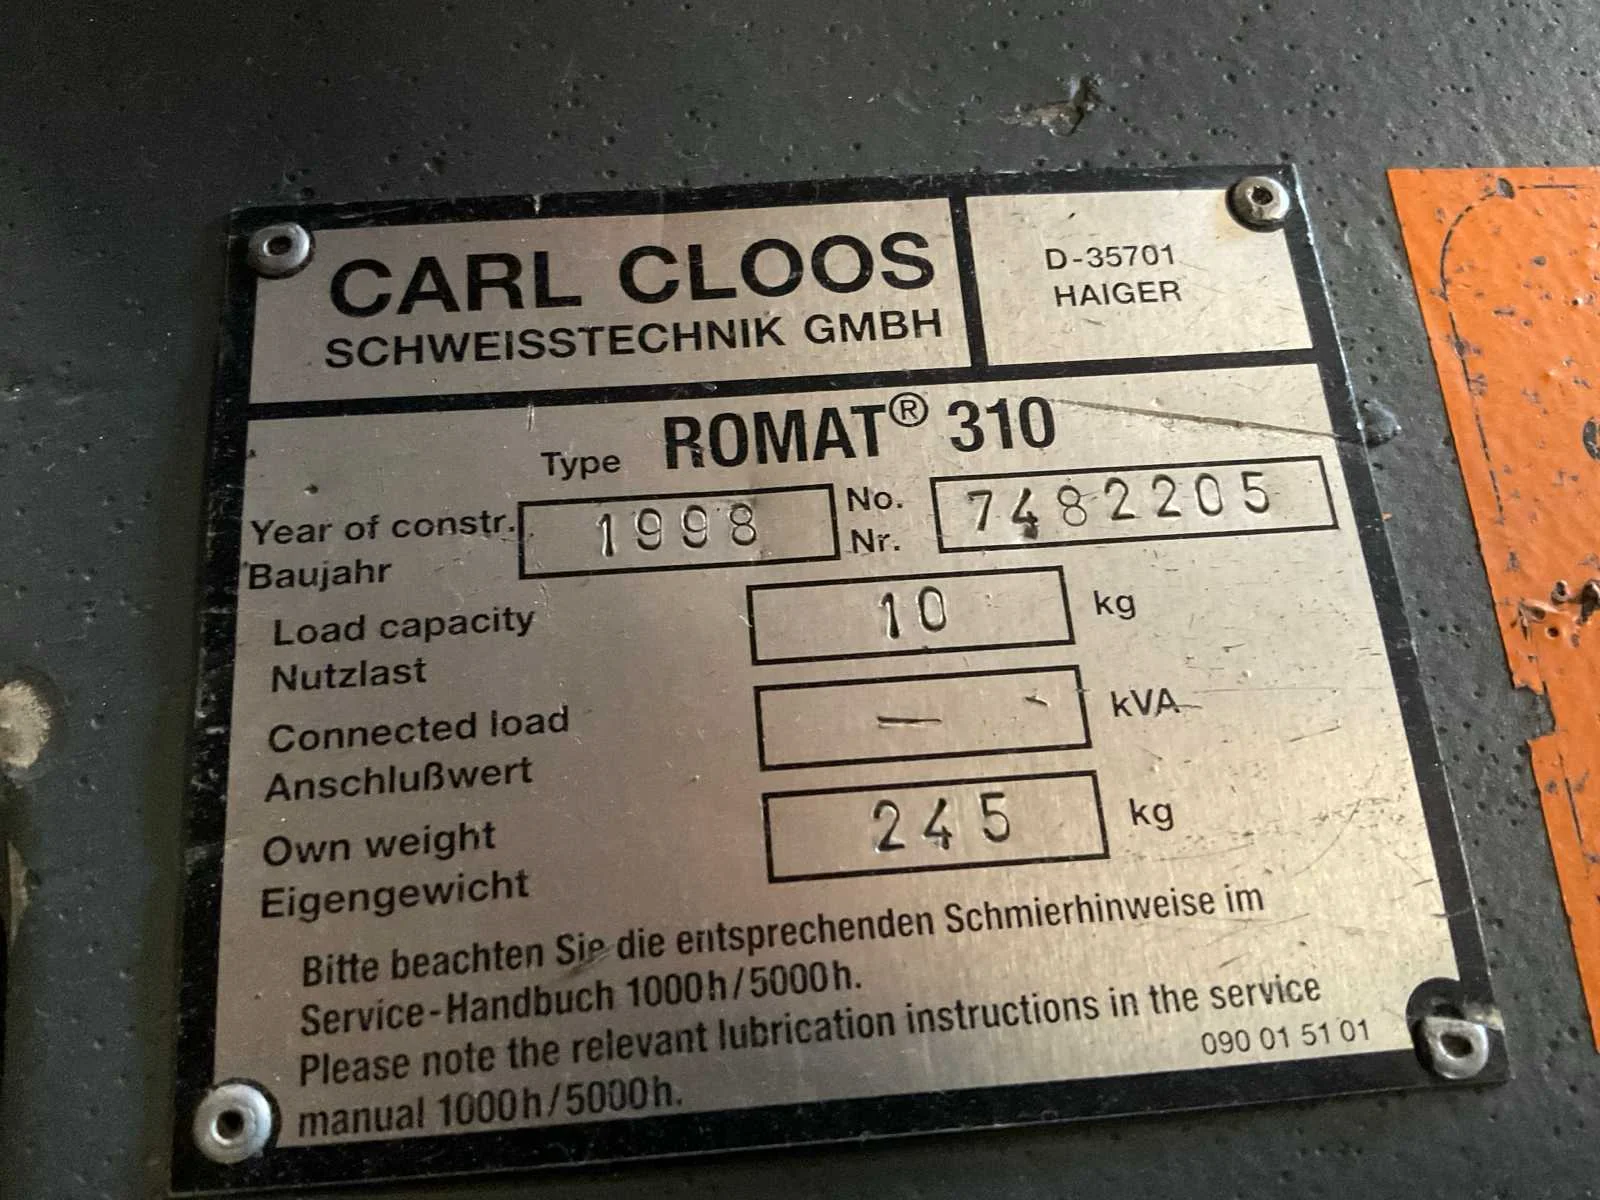 CARL CLOOS
SCHWEISSTECHNIK GMBH
D-35701
HAIGER
Type ROMAT® 310
Year of constr. 1998 No. 7482205
Baujahr Nr.
Load capacity 10 kg
Nutzlast
Connected load — kVA
Anschlußwert
Own weight 245 kg
Eigengewicht
Bitte beachten Sie die entsprechenden Schmierhinweise im
Service-Handbuch 1000h/5000h.
Please note the relevant lubrication instructions in the service
manual 1000h/5000h.
090 01 51 01